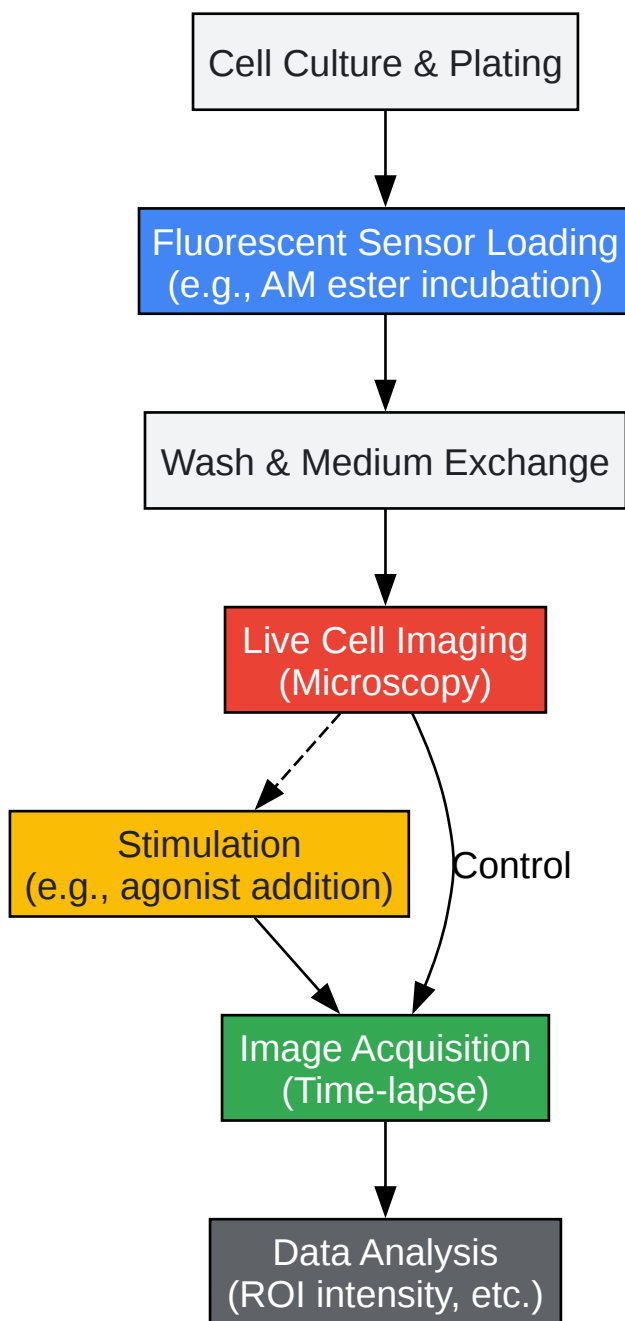 Cell Culture & Plating
Fluorescent Sensor Loading
(e.g., AM ester incubation)
Wash & Medium Exchange
Live Cell Imaging
(Microscopy)
Stimulation
(e.g., agonist addition)
Control
Image Acquisition
(Time-lapse)
Data Analysis
(ROI intensity, etc.)